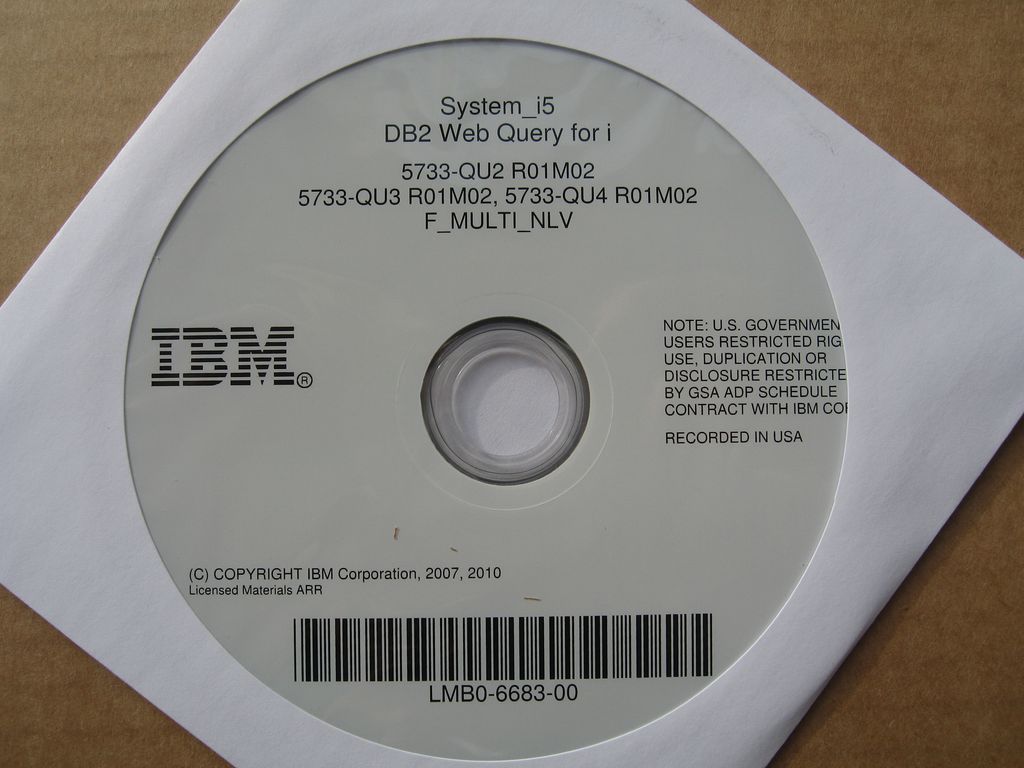 System_i5
DB2 Web Query for i
5733-QU2 R01M02
5733-QU3 R01M02, 5733-QU4 R01M02
F_MULTI_NLV
IBM®
NOTE: U.S. GOVERNMEN
USERS RESTRICTED RIG
USE, DUPLICATION OR
DISCLOSURE RESTRICTE
BY GSA ADP SCHEDULE
CONTRACT WITH IBM CO
RECORDED IN USA
(C) COPYRIGHT IBM Corporation, 2007, 2010
Licensed Materials ARR
LMB0-6683-00